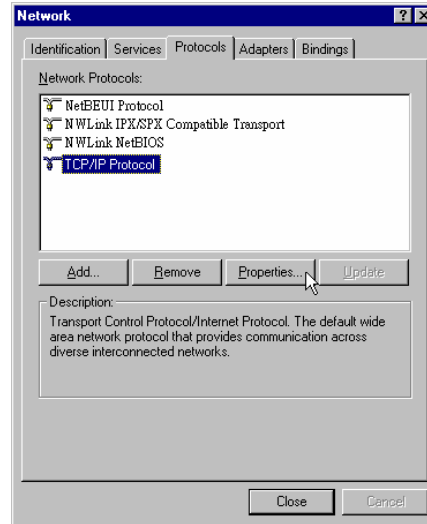 Network
Identification Services Protocols Adapters Bindings
Network Protocols:
NetBEUI Protocol
NWLink IPX/SPX Compatible Transport
NWLink NetBIOS
TCP/IP Protocol
Add... Remove Properties... Update
Description:
Transport Control Protocol/Internet Protocol. The default wide
area network protocol that provides communication across
diverse interconnected networks.
Close Cancel